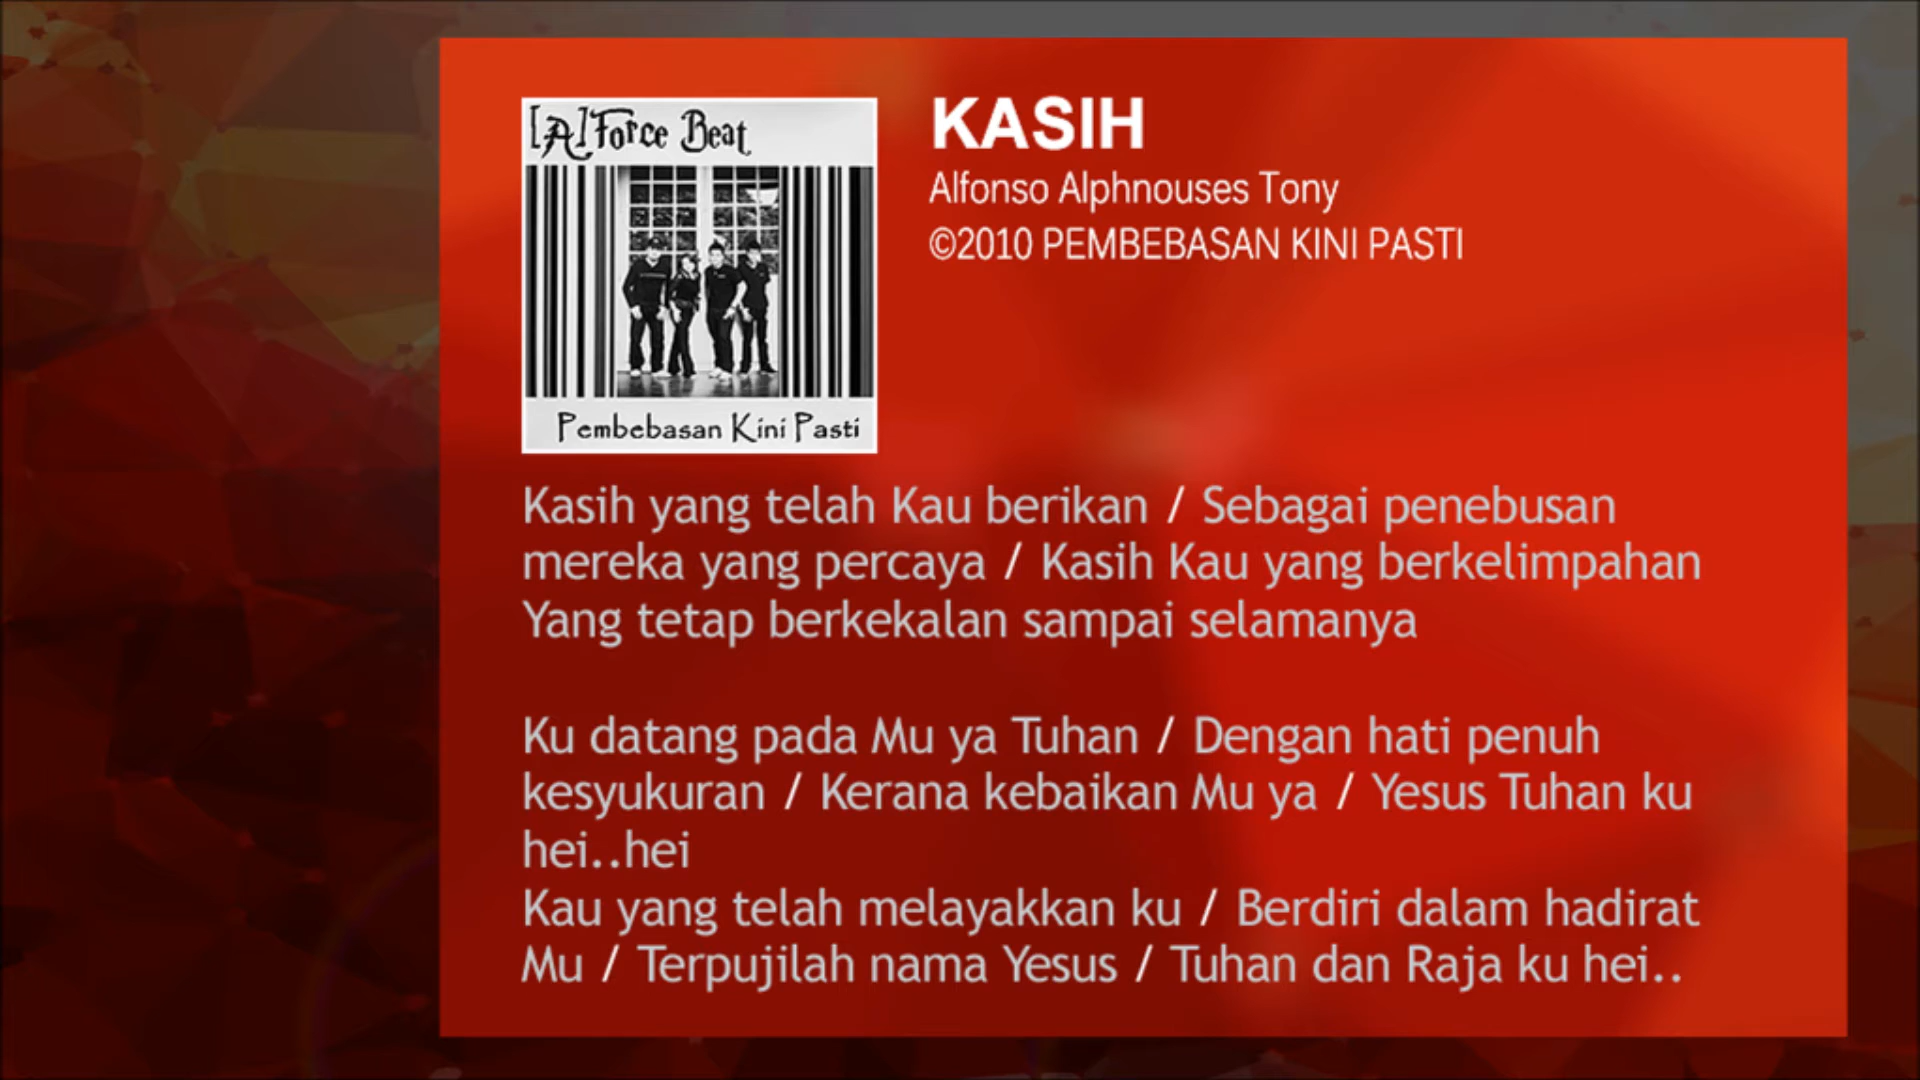 [A]Force Beat
Pembebasan Kini Pasti
KASIH
Alfonso Alphnouses Tony
©2010 PEMBEBASAN KINI PASTI
Kasih yang telah Kau berikan / Sebagai penebusan
mereka yang percaya / Kasih Kau yang berkelimpahan
Yang tetap berkekalan sampai selamanya
Ku datang pada Mu ya Tuhan / Dengan hati penuh
kesyukuran / Kerana kebaikan Mu ya / Yesus Tuhan ku
hei..hei
Kau yang telah melayakkan ku / Berdiri dalam hadirat
Mu / Terpujilah nama Yesus / Tuhan dan Raja ku hei..